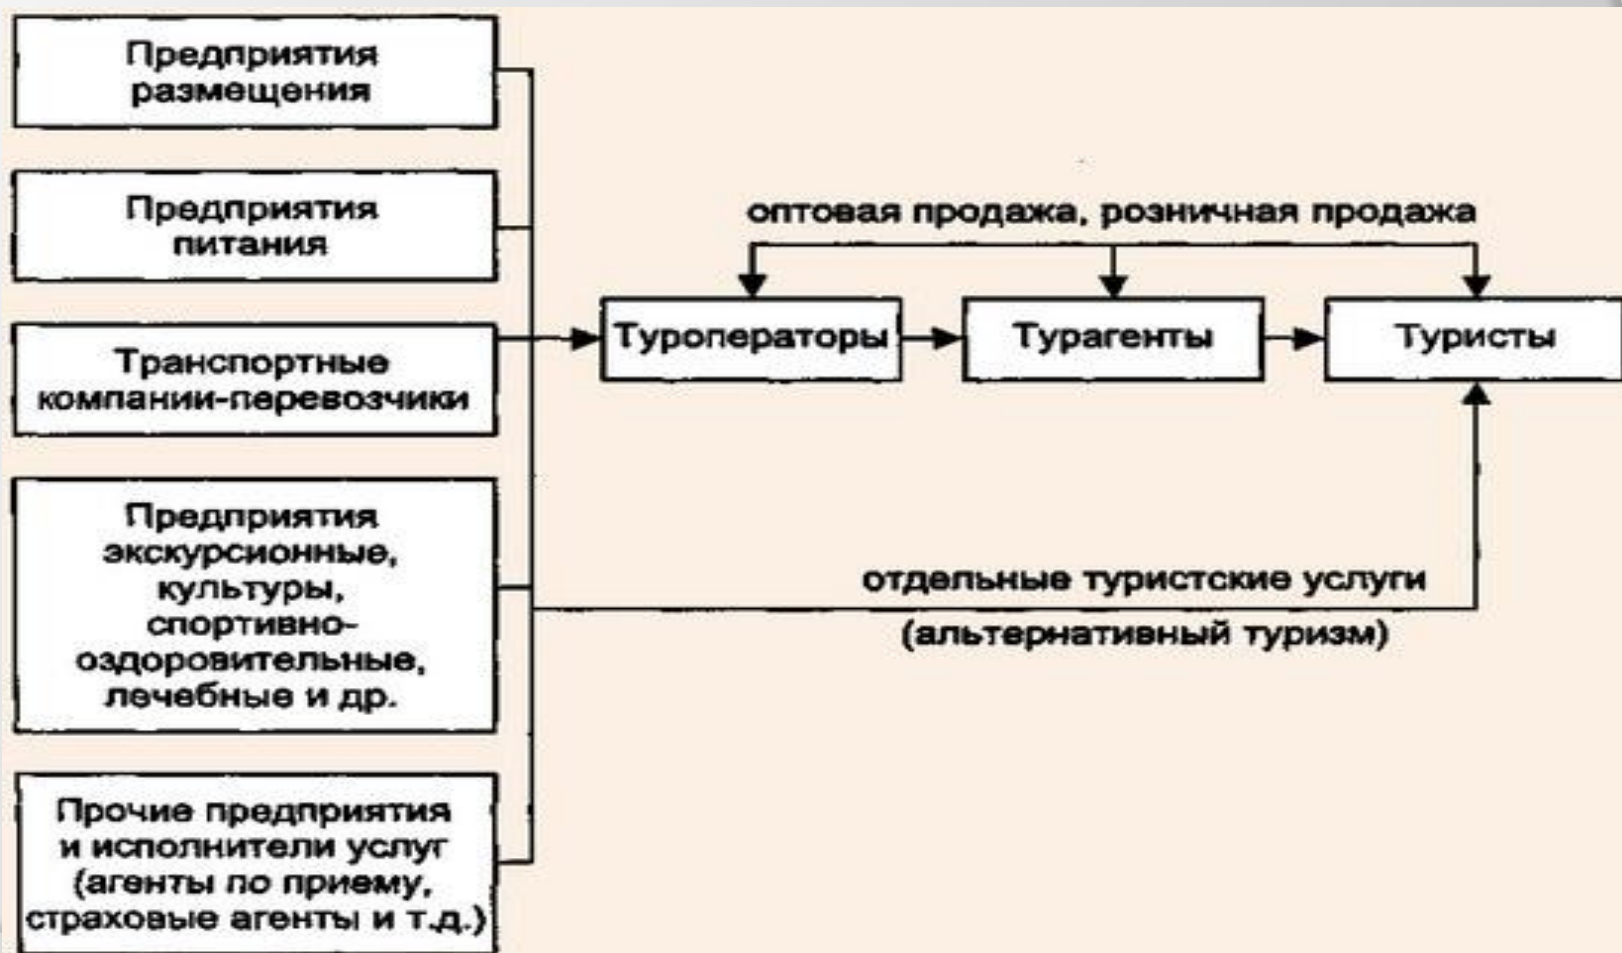 Предприятия
размещения
Предприятия
питания
Транспортные
компании-перевозчики
Предприятия
экскурсионные,
культуры,
спортивно-
оздоровительные,
лечебные и др.
Прочие предприятия
и исполнители услуг
(агенты по приему,
страховые агенты и т.д.)
оптовая продажа, розничная продажа
Туроператоры
Турагенты
Туристы
отдельные туристские услуги
(альтернативный туризм)